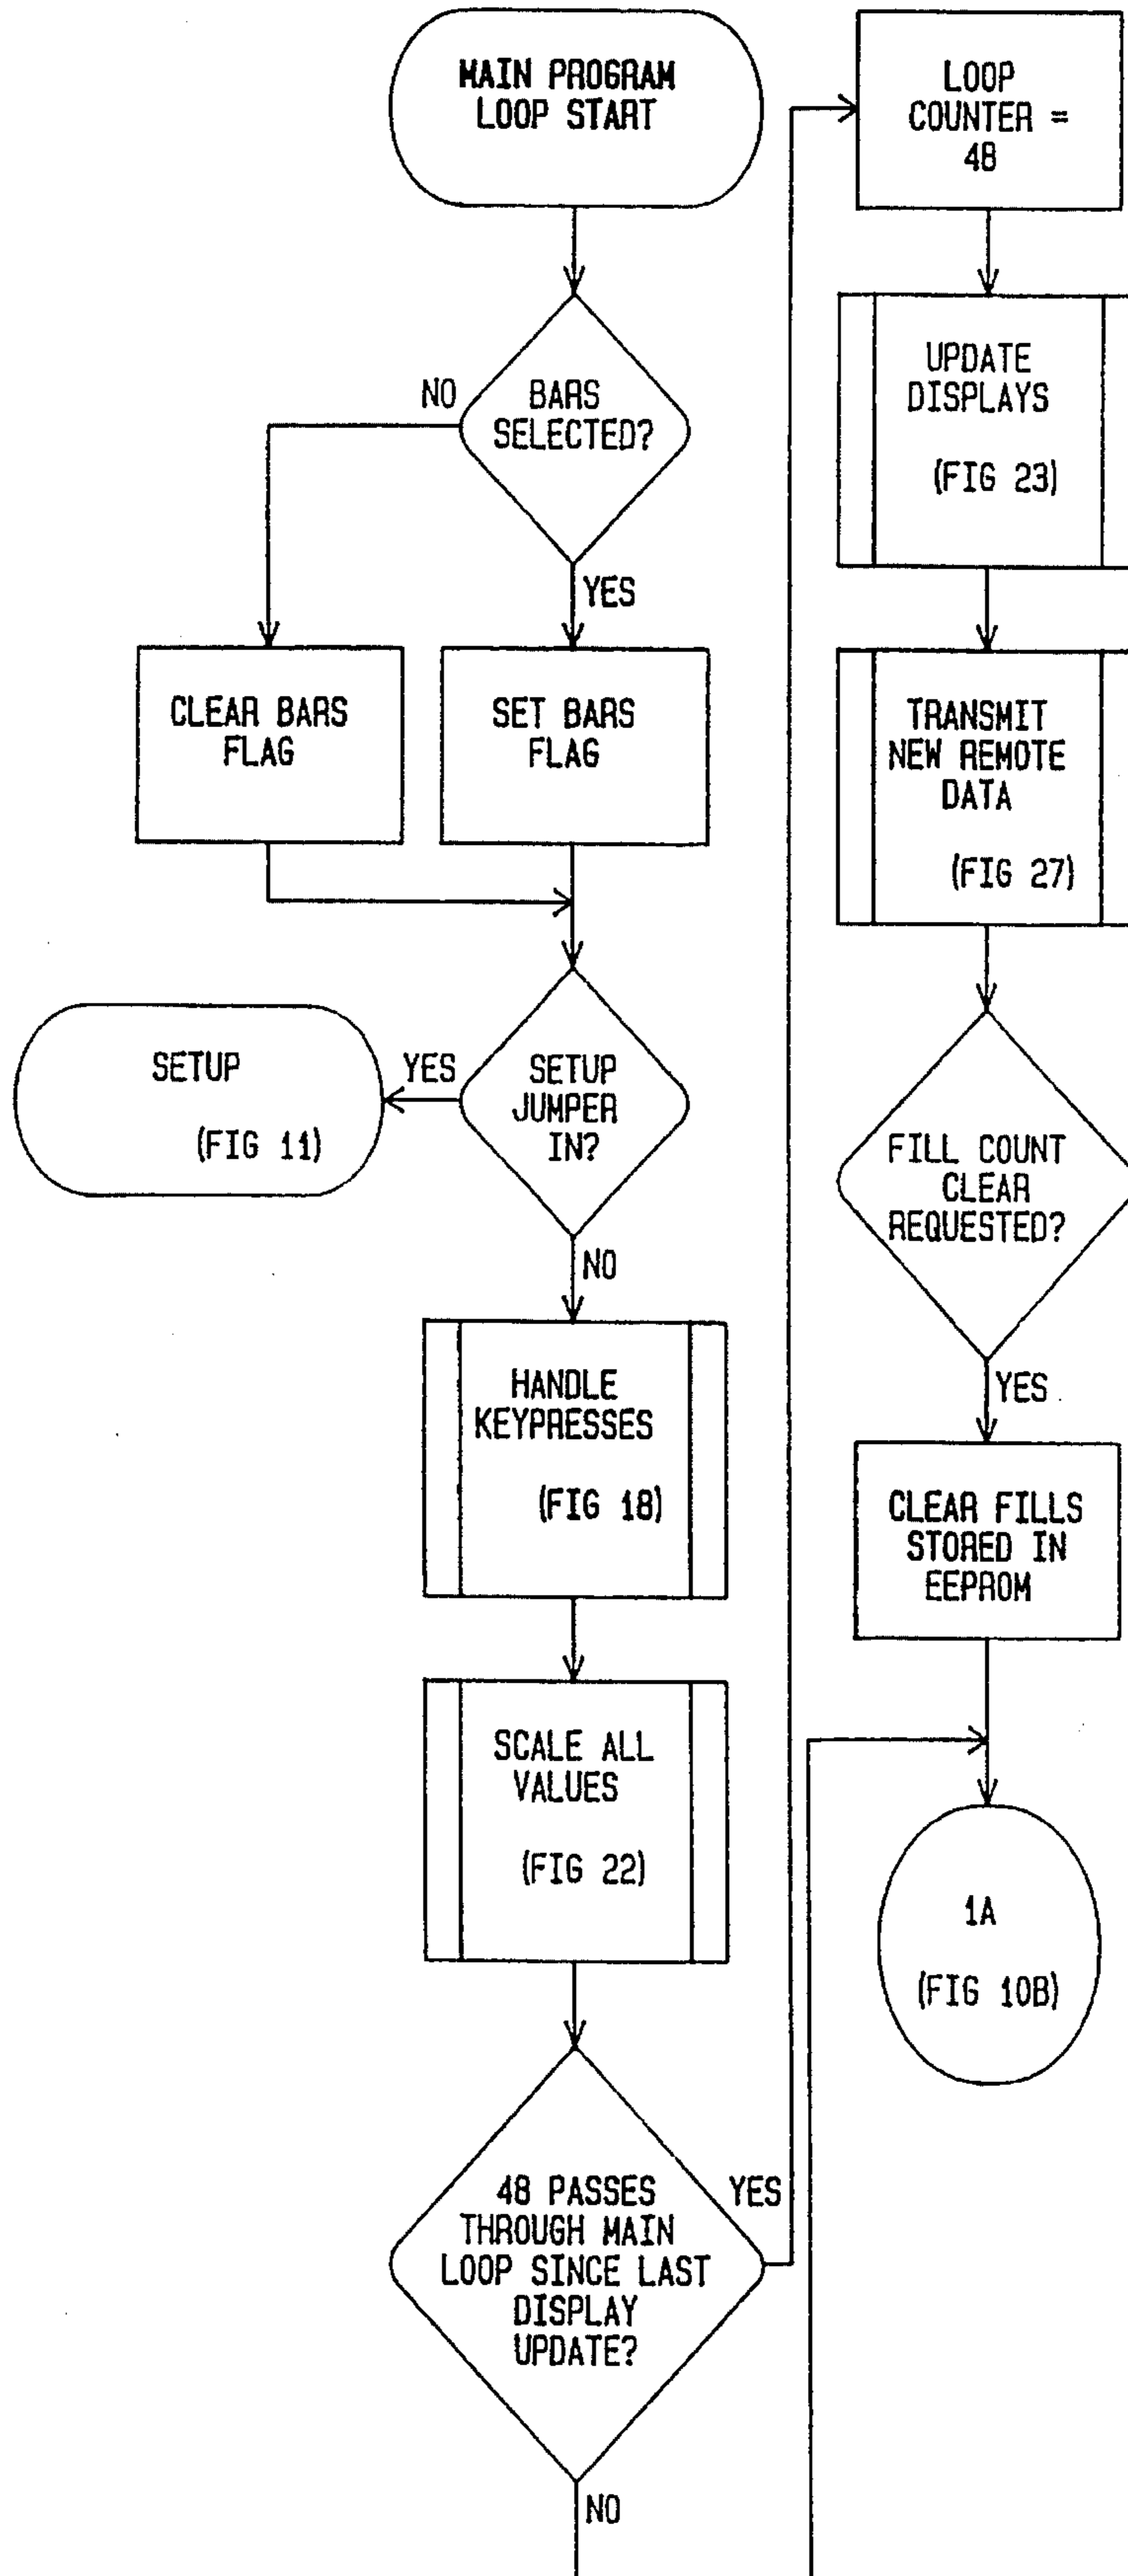 MAIN PROGRAM
LOOP START
BARS
SELECTED?
NO
YES
CLEAR BARS
FLAG
SET BARS
FLAG
SETUP
(FIG 11)
YES
SETUP
JUMPER
IN?
NO
HANDLE
KEYPRESSES
(FIG 18)
SCALE ALL
VALUES
(FIG 22)
48 PASSES
THROUGH MAIN
LOOP SINCE LAST
DISPLAY
UPDATE?
YES
NO
LOOP
COUNTER =
48
UPDATE
DISPLAYS
(FIG 23)
TRANSMIT
NEW REMOTE
DATA
(FIG 27)
FILL COUNT
CLEAR
REQUESTED?
YES
CLEAR FILLS
STORED IN
EEPROM
1A
(FIG 10B)